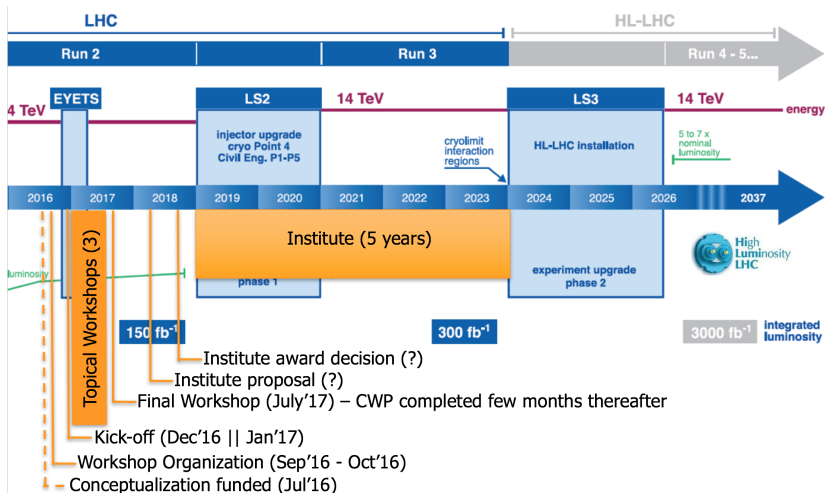 LHC
HL-LHC
Run 2
Run 3
Run 4 - 5...
EYETS
LS2
14 TeV
LS3
14 TeV
energy
4 TeV
injector upgrade
cryo Point 4
Civil Eng. P1-P5
cryolimit
interaction
regions
HL-LHC installation
5 to 7 x
nominal
luminosity
2016
2017
2018
2019
2020
2021
2022
2023
2024
2025
2026
2037
Topical Workshops (3)
Institute (5 years)
High
Luminosity
LHC
luminosity
phase 1
experiment upgrade
phase 2
150 fb-1
300 fb-1
3000 fb-1
integrated
luminosity
Institute award decision (?)
Institute proposal (?)
Final Workshop (July’17) – CWP completed few months thereafter
Kick-off (Dec’16 || Jan’17)
Workshop Organization (Sep’16 - Oct’16)
Conceptualization funded (Jul’16)